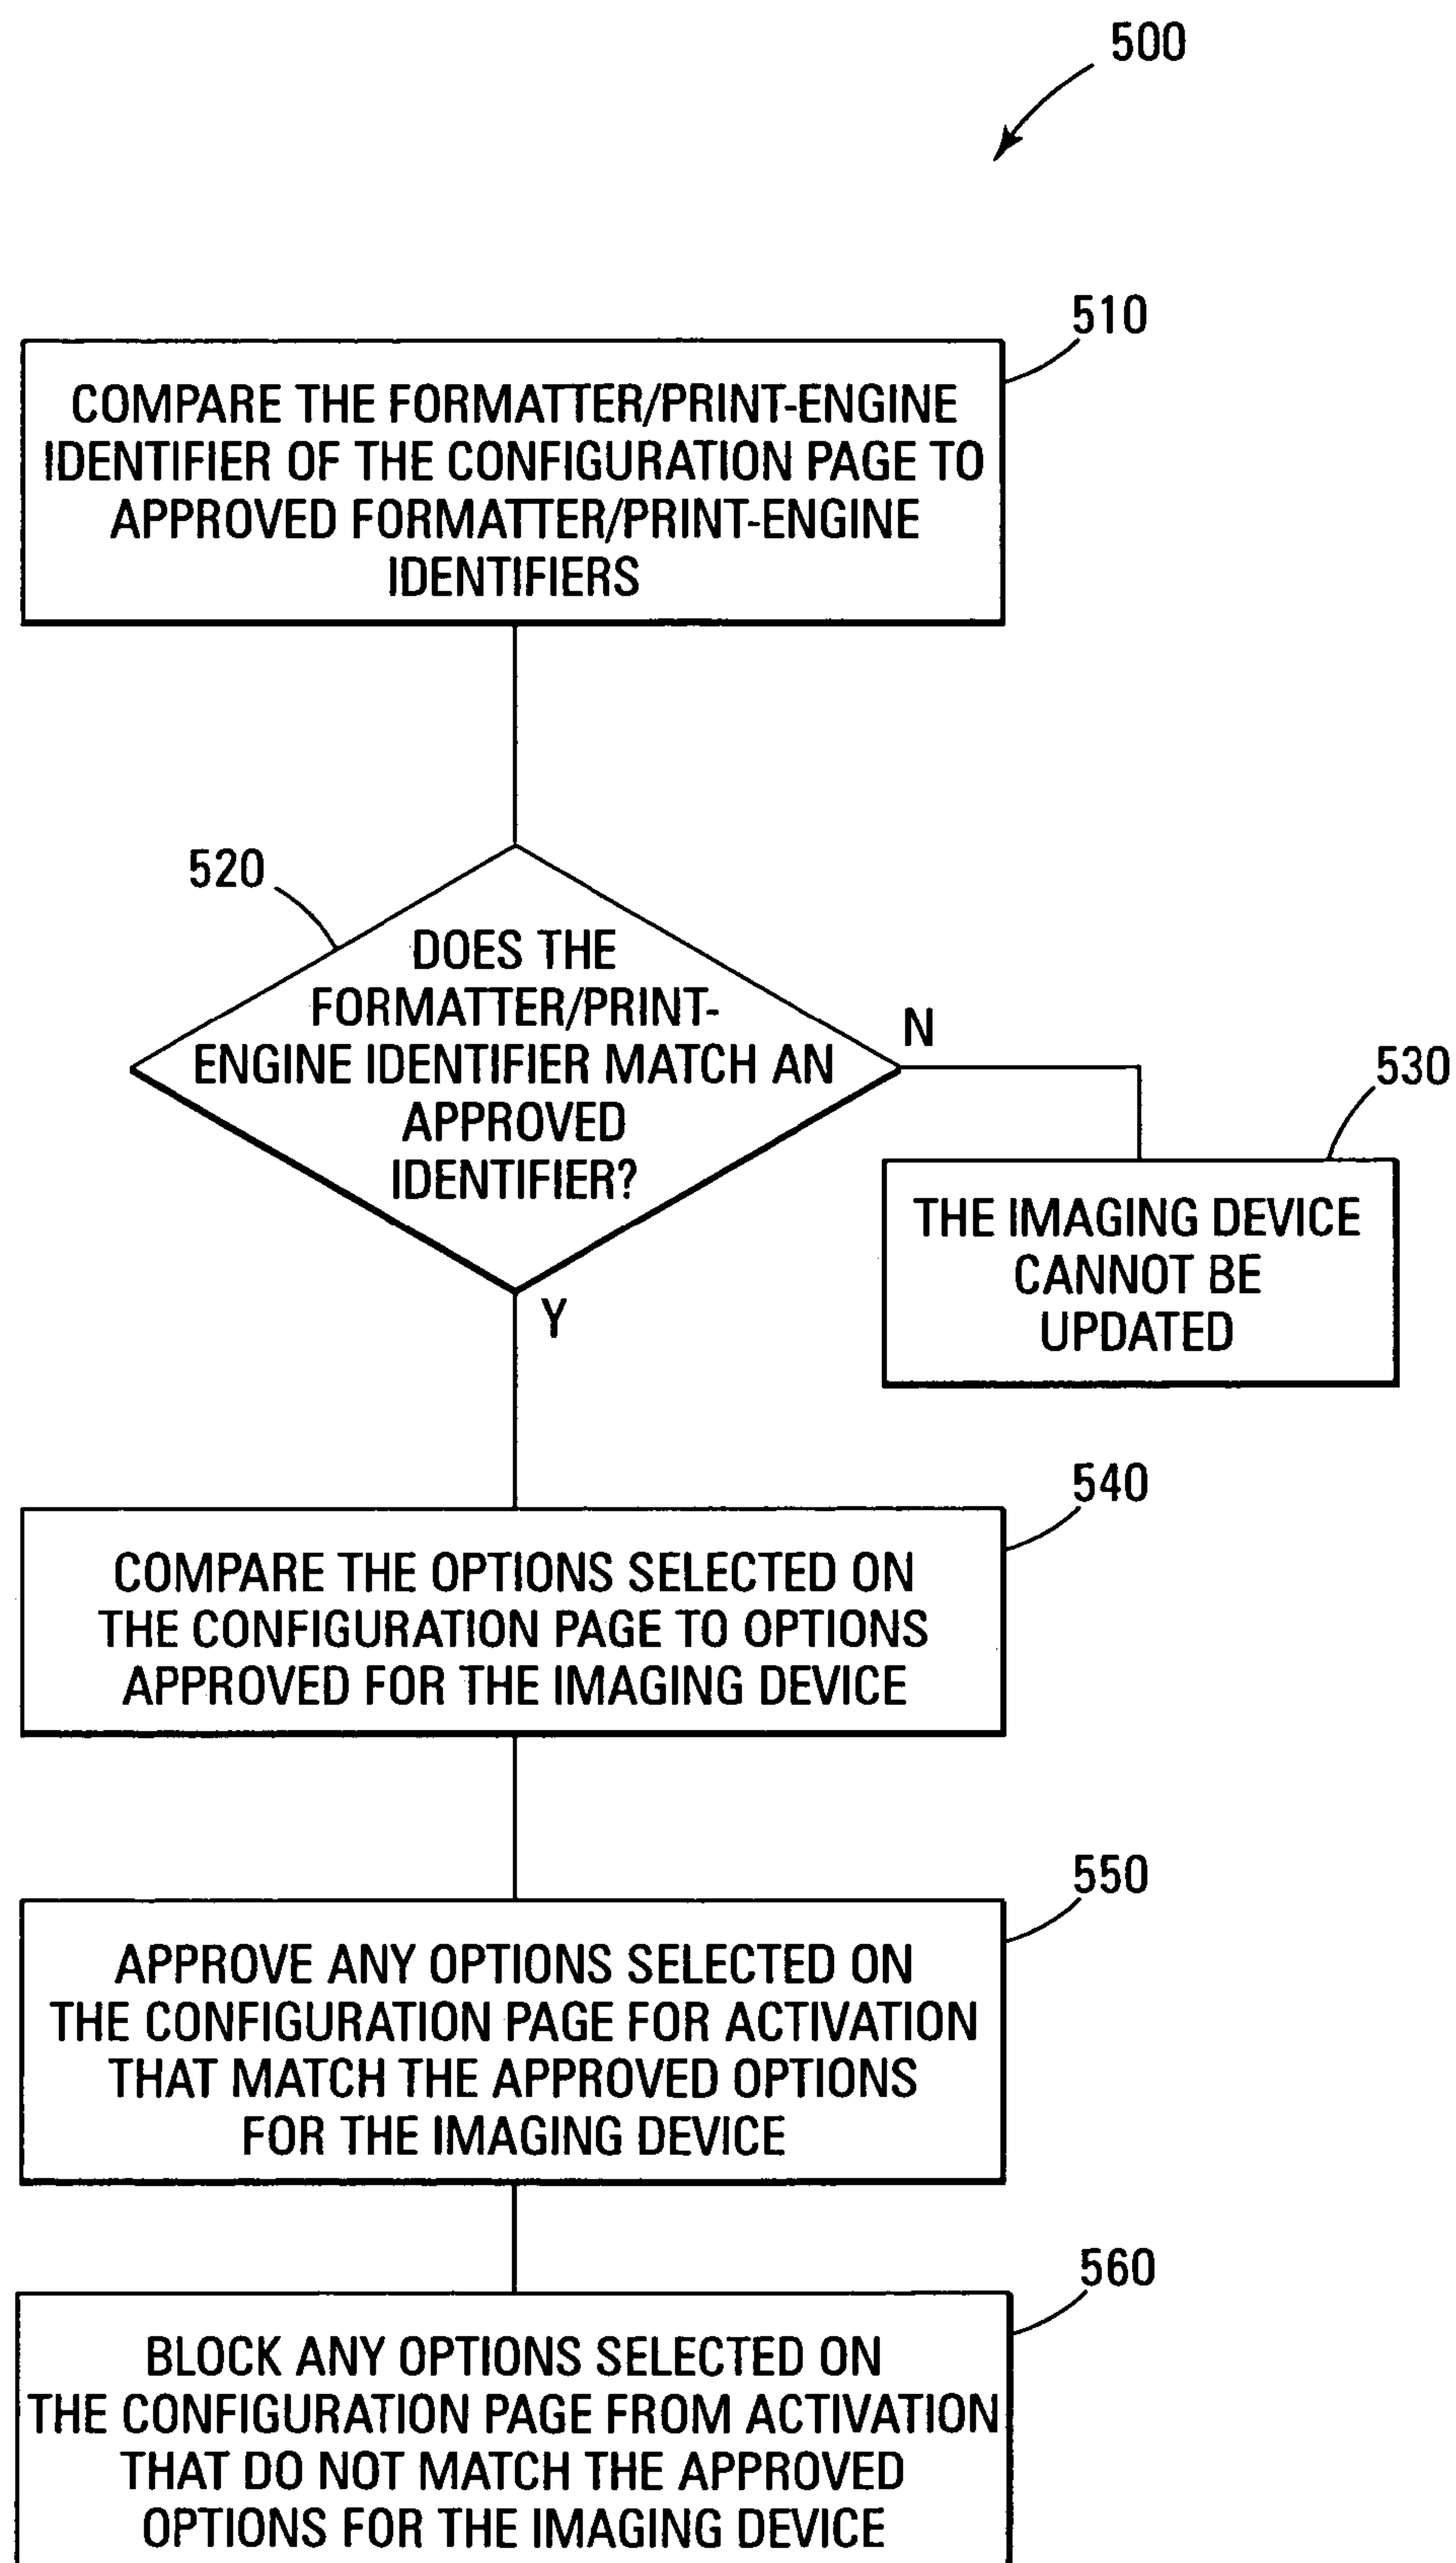 500
510
COMPARE THE FORMATTER/PRINT-ENGINE
IDENTIFIER OF THE CONFIGURATION PAGE TO
APPROVED FORMATTER/PRINT-ENGINE
IDENTIFIERS
520
DOES THE
FORMATTER/PRINT-
ENGINE IDENTIFIER MATCH AN
APPROVED
IDENTIFIER?
N
530
THE IMAGING DEVICE
CANNOT BE
UPDATED
Y
540
COMPARE THE OPTIONS SELECTED ON
THE CONFIGURATION PAGE TO OPTIONS
APPROVED FOR THE IMAGING DEVICE
550
APPROVE ANY OPTIONS SELECTED ON
THE CONFIGURATION PAGE FOR ACTIVATION
THAT MATCH THE APPROVED OPTIONS
FOR THE IMAGING DEVICE
560
BLOCK ANY OPTIONS SELECTED ON
THE CONFIGURATION PAGE FROM ACTIVATION
THAT DO NOT MATCH THE APPROVED
OPTIONS FOR THE IMAGING DEVICE